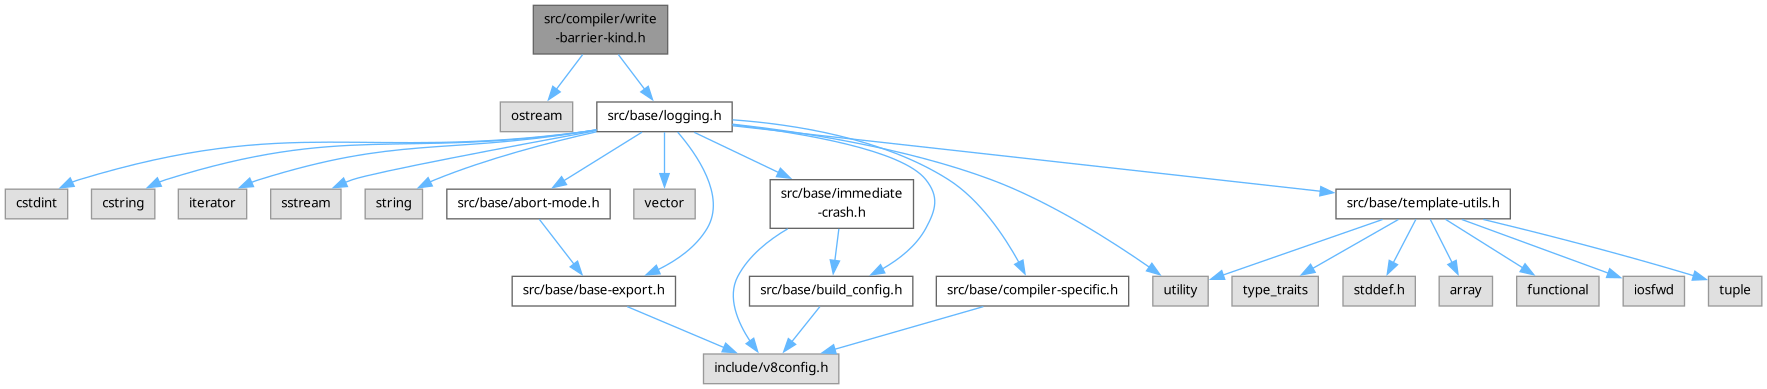 src/compiler/write
-barrier-kind.h
ostream
src/base/logging.h
cstdint
cstring
iterator
sstream
string
src/base/abort-mode.h
vector
src/base/immediate
-crash.h
src/base/template-utils.h
src/base/base-export.h
src/base/build_config.h
src/base/compiler-specific.h
utility
type_traits
stddef.h
array
functional
iosfwd
tuple
include/v8config.h